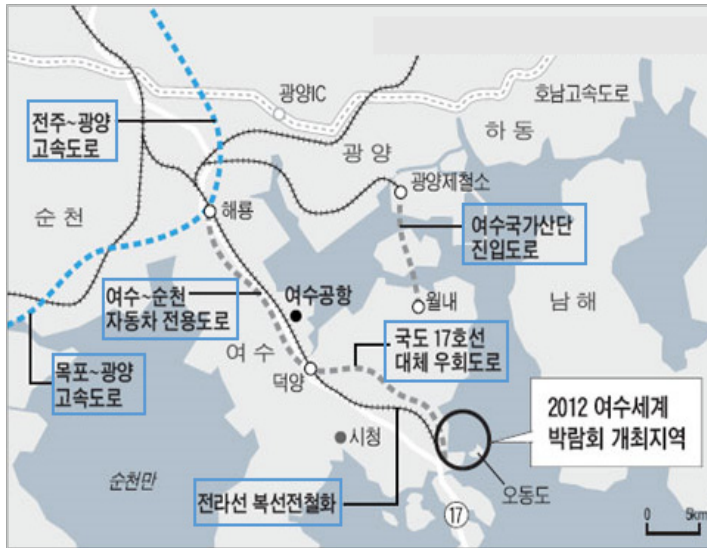 광양IC
호남고속도로
전주~광양
고속도로
하동
광양
광양제철소
순천
해룡
여수국가산단
진입도로
여수~순천
자동차 전용도로
여수공항
월내
남해
국도 17호선
대체 우회도로
여수
목포~광양
고속도로
덕양
2012 여수세계
박람회 개최지역
시청
순천만
전라선 복선전철화
오동도
17
0 5km